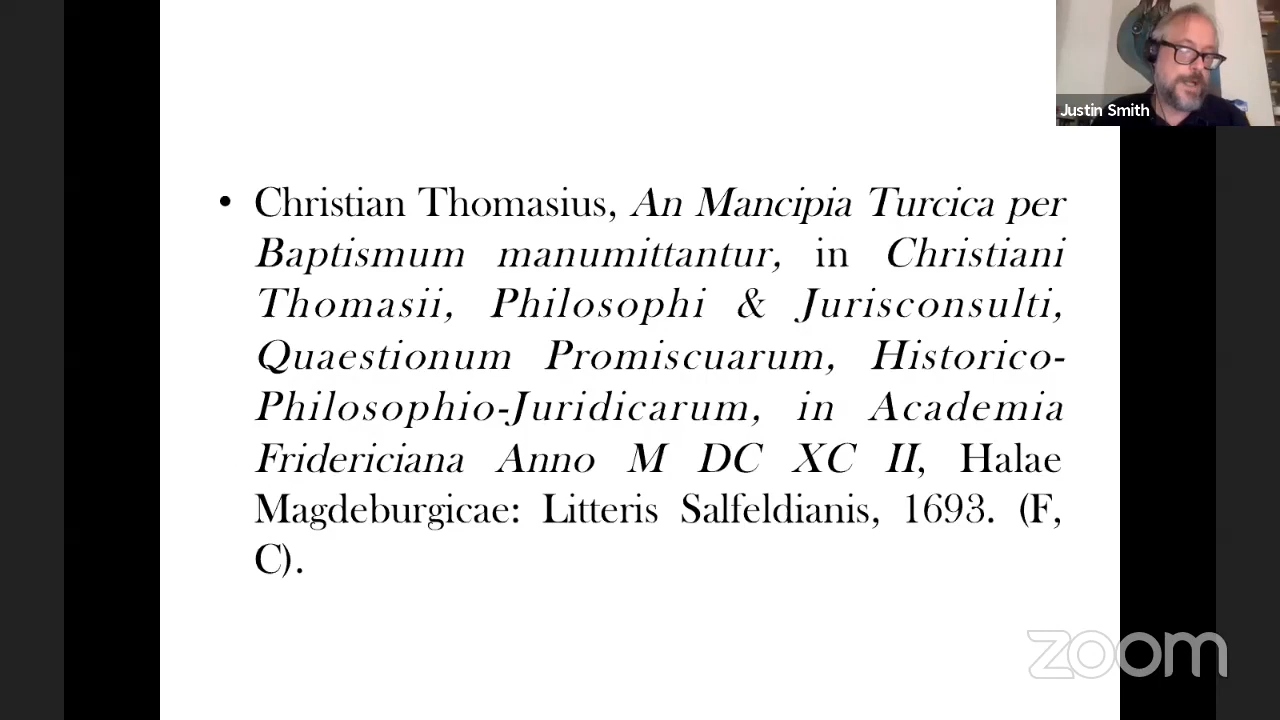 Justin Smith
• Christian Thomasius, An Mancipia Turcica per
Baptismum manumittantur, in Christiani
Thomasii, Philosophi & Jurisconsulti,
Quaestionum Promiscuarum, Historico-
Philosophio-Juridicarum, in Academia
Fridericiana Anno M DC XC II, Halae
Magdeburgicae: Litteris Salfeldianis, 1693. (F,
C).
zoom